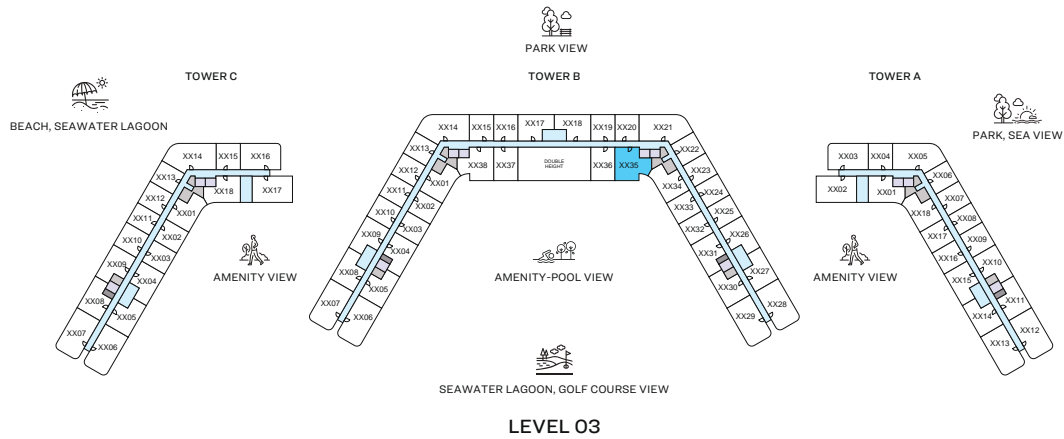 PARK VIEW
TOWER C
TOWER B
TOWER A
BEACH, SEAWATER LAGOON
PARK, SEA VIEW
XX14
XX15
XX16
XX13
XX12
XX11
XX10
XX09
XX08
XX07
XX06
XX05
XX04
XX03
XX02
XX01
XX18
XX17
XX14
XX15
XX16
XX17
XX18
XX19
XX20
XX21
XX13
XX12
XX11
XX10
XX09
XX08
XX07
XX06
XX05
XX04
XX03
XX02
XX01
XX38
XX37
DOUBLE
HEIGHT
XX36
XX35
XX22
XX23
XX24
XX25
XX26
XX27
XX28
XX29
XX30
XX31
XX32
XX33
XX34
XX03
XX04
XX05
XX02
XX01
XX06
XX07
XX08
XX09
XX10
XX11
XX12
XX13
XX14
XX15
XX16
XX17
XX18
AMENITY VIEW
AMENITY-POOL VIEW
AMENITY VIEW
SEAWATER LAGOON, GOLF COURSE VIEW
LEVEL 03